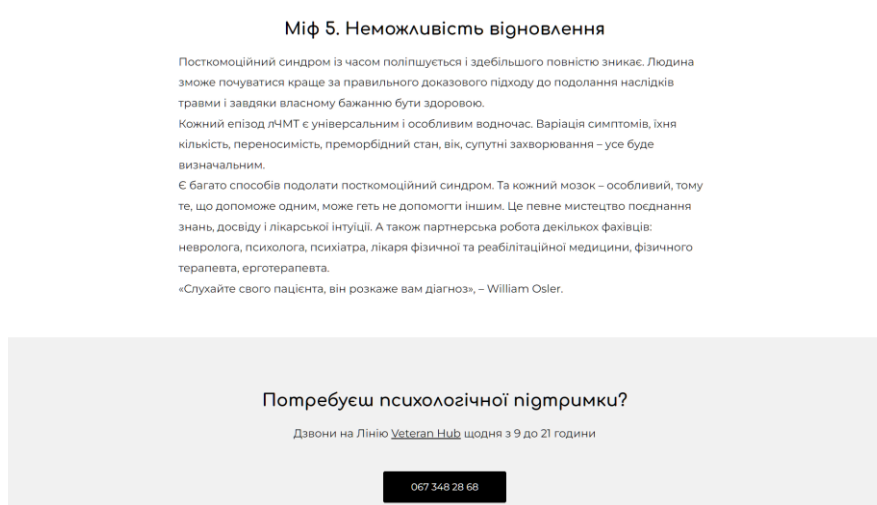 Міф 5. Неможливість відновлення
Посткомоційний синдром із часом поліпшується і здебільшого повністю зникає. Людина
зможе почуватися краще за правильного доказового підходу до подолання наслідків
травми і завдяки власному бажанню бути здоровою.
Кожний епізод лЧМТ є універсальним і особливим водночас. Варіація симптомів, їхня
кількість, переносимість, преморбідний стан, вік, супутні захворювання – усе буде
визначальним.
Є багато способів подолати посткомоційний синдром. Та кожний мозок – особливий, тому
те, що допоможе одним, може геть не допомогти іншим. Це певне мистецтво поєднання
знань, досвіду і лікарської інтуїції. А також партнерська робота декількох фахівців:
невролога, психолога, психіатра, лікаря фізичної та реабілітаційної медицини, фізичного
терапевта, ерготерапевта.
«Слухайте свого пацієнта, він розкаже вам діагноз», – William Osler.
Потребуєш психологічної підтримки?
Дзвони на Лінію Veteran Hub щодня з 9 до 21 години
067 348 28 68